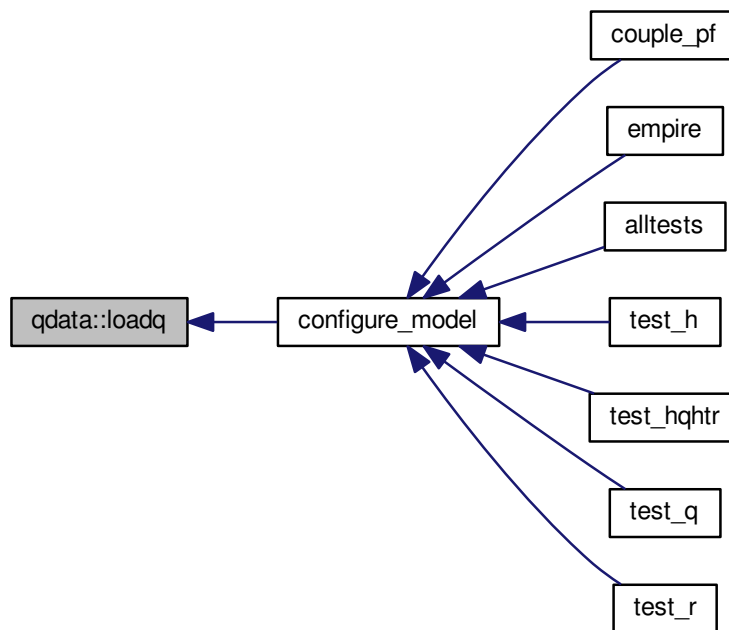 couple_pf
empire
alltests
qdata::loadq
configure_model
test_h
test_hqhtr
test_q
test_r